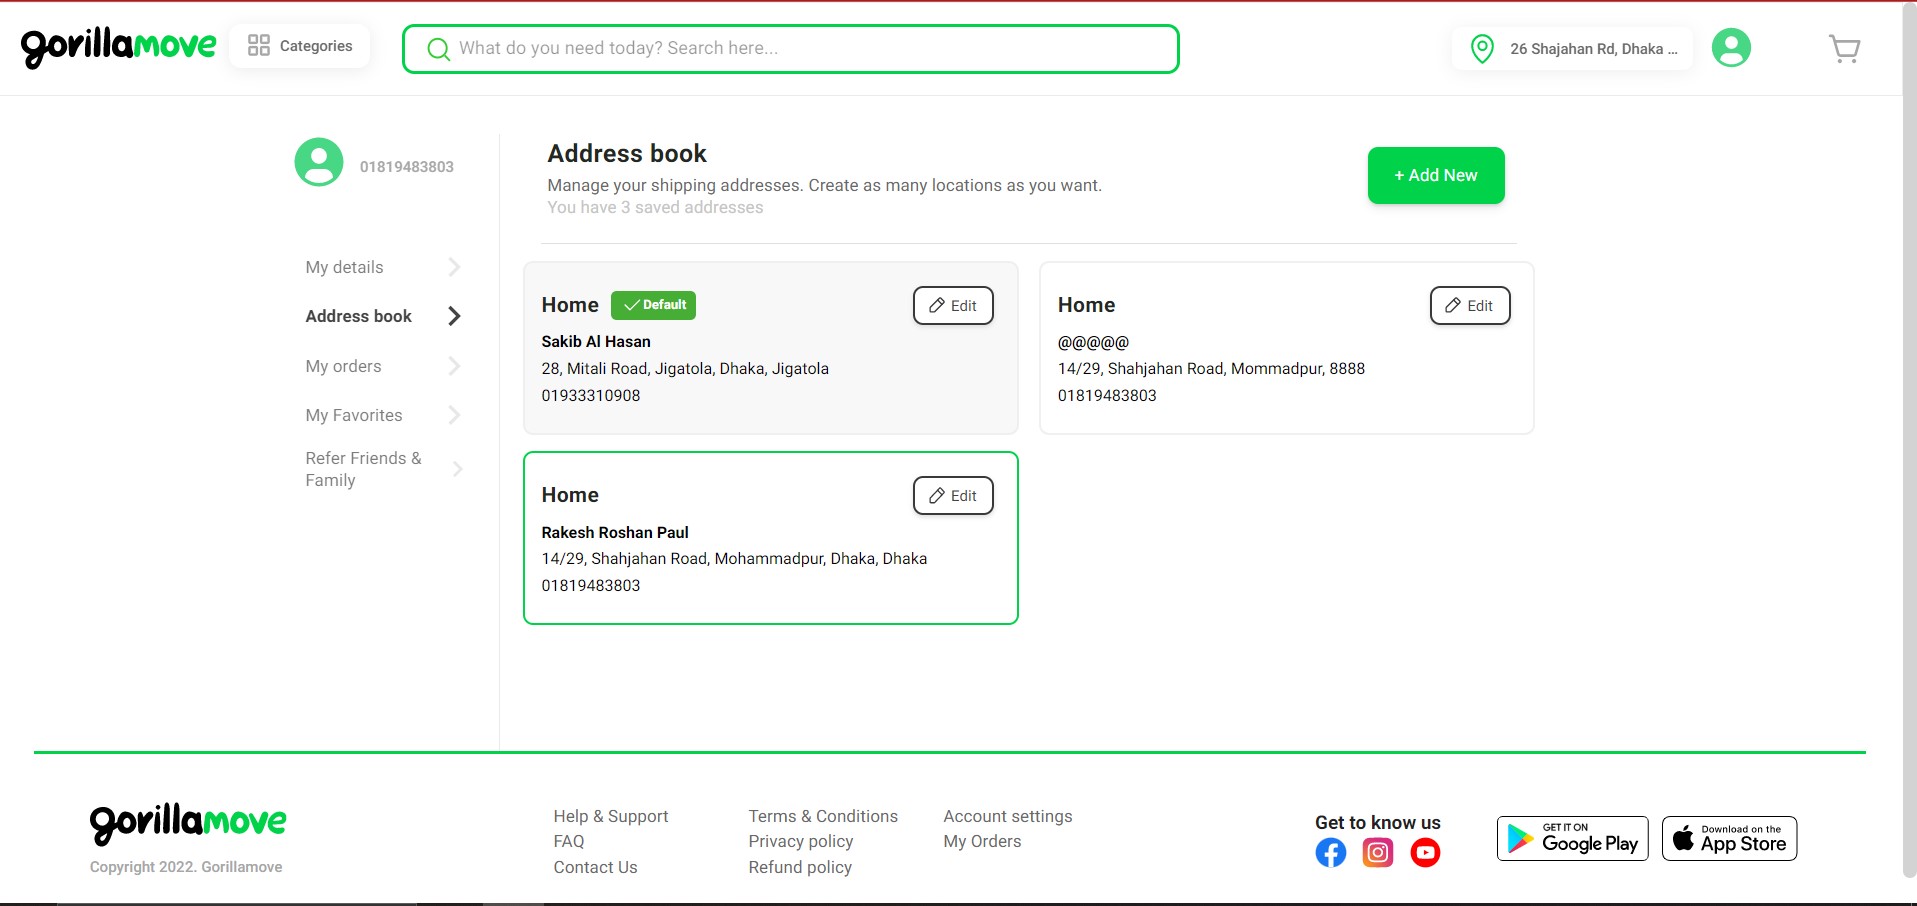 gorillamove
Categories
What do you need today? Search here...
26 Shajahan Rd, Dhaka ...
01819483803
My details
Address book
My orders
My Favorites
Refer Friends &
Family
Address book
Manage your shipping addresses. Create as many locations as you want.
You have 3 saved addresses
+ Add New
Home
Default
Edit
Sakib Al Hasan
28, Mitali Road, Jigatola, Dhaka, Jigatola
01933310908
Home
Edit
@@@@@
14/29, Shahjahan Road, Mommadpur, 8888
01819483803
Home
Edit
Rakesh Roshan Paul
14/29, Shahjahan Road, Mohammadpur, Dhaka, Dhaka
01819483803
gorillamove
Copyright 2022. Gorillamove
Help & Support
FAQ
Contact Us
Terms & Conditions
Privacy policy
Refund policy
Account settings
My Orders
Get to know us
GET IT ON
Google Play
Download on the
App Store